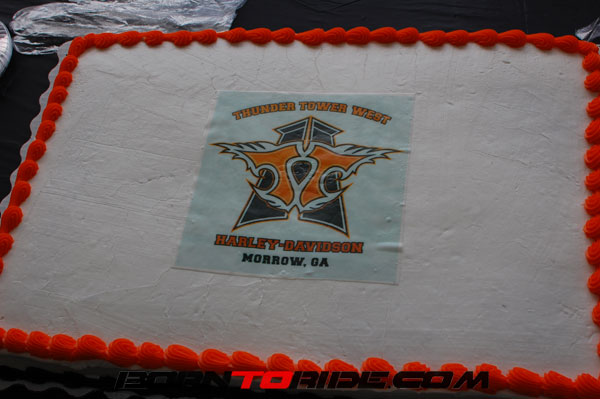 THUNDER TOWER WEST
HARLEY-DAVIDSON
MORROW, GA
BORNTORIDE.COM